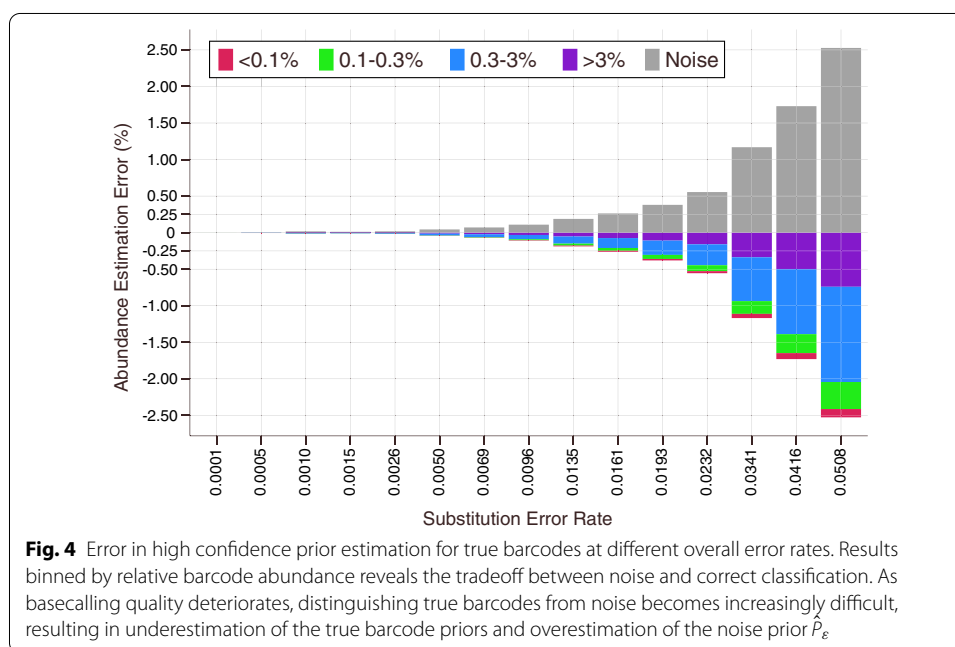 <0.1% 0.1-0.3% 0.3-3% >3% Noise
Abundance Estimation Error (%)
2.50
2.00
1.50
1.00
0.50
0.25
0
-0.25
-0.50
-1.00
-1.50
-2.00
-2.50
0.0001 0.0005 0.0010 0.0015 0.0026 0.0050 0.0069 0.0096 0.0135 0.0161 0.0193 0.0232 0.0341 0.0416 0.0508
Substitution Error Rate
Fig. 4 Error in high confidence prior estimation for true barcodes at different overall error rates. Results
binned by relative barcode abundance reveals the tradeoff between noise and correct classification. As
basecalling quality deteriorates, distinguishing true barcodes from noise becomes increasingly difficult,
resulting in underestimation of the true barcode priors and overestimation of the noise prior P̂ε